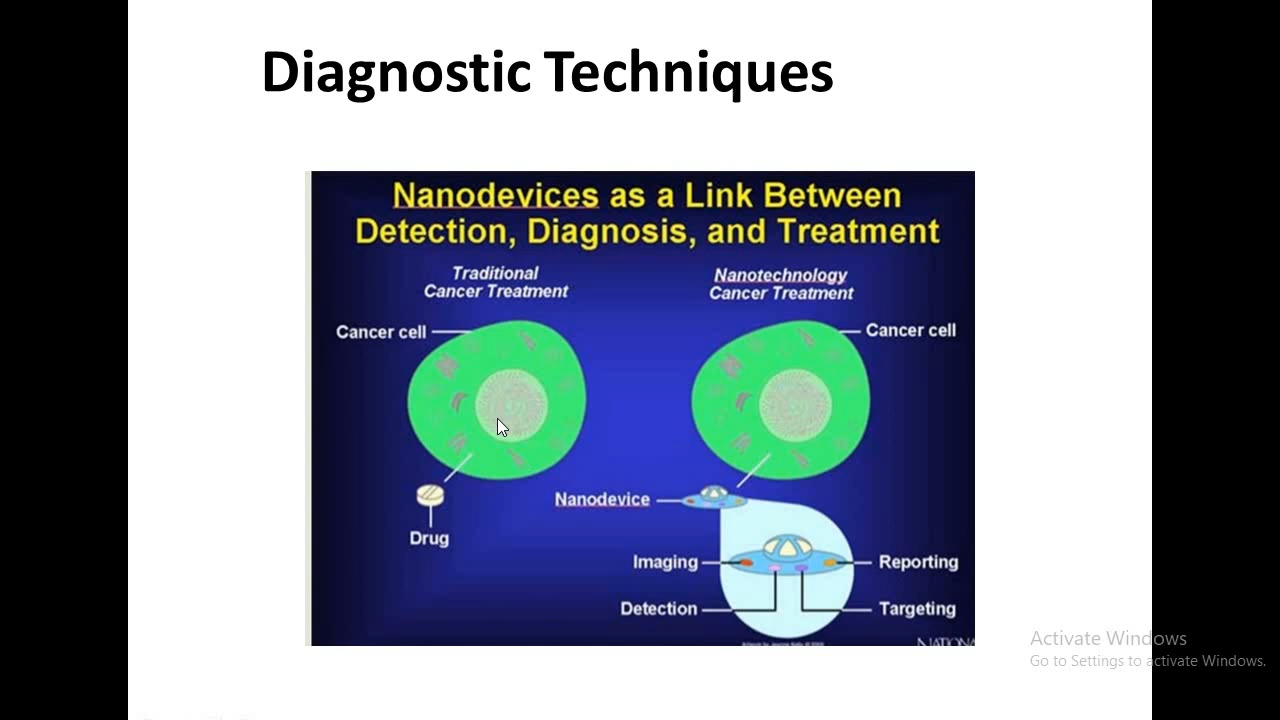 Diagnostic Techniques
Nanodevices as a Link Between
Detection, Diagnosis, and Treatment
Traditional
Cancer Treatment
Nanotechnology
Cancer Treatment
Cancer cell
Cancer cell
Nanodevice
Drug
Imaging
Reporting
Detection
Targeting
Activate Windows
Go to Settings to activate Windows.